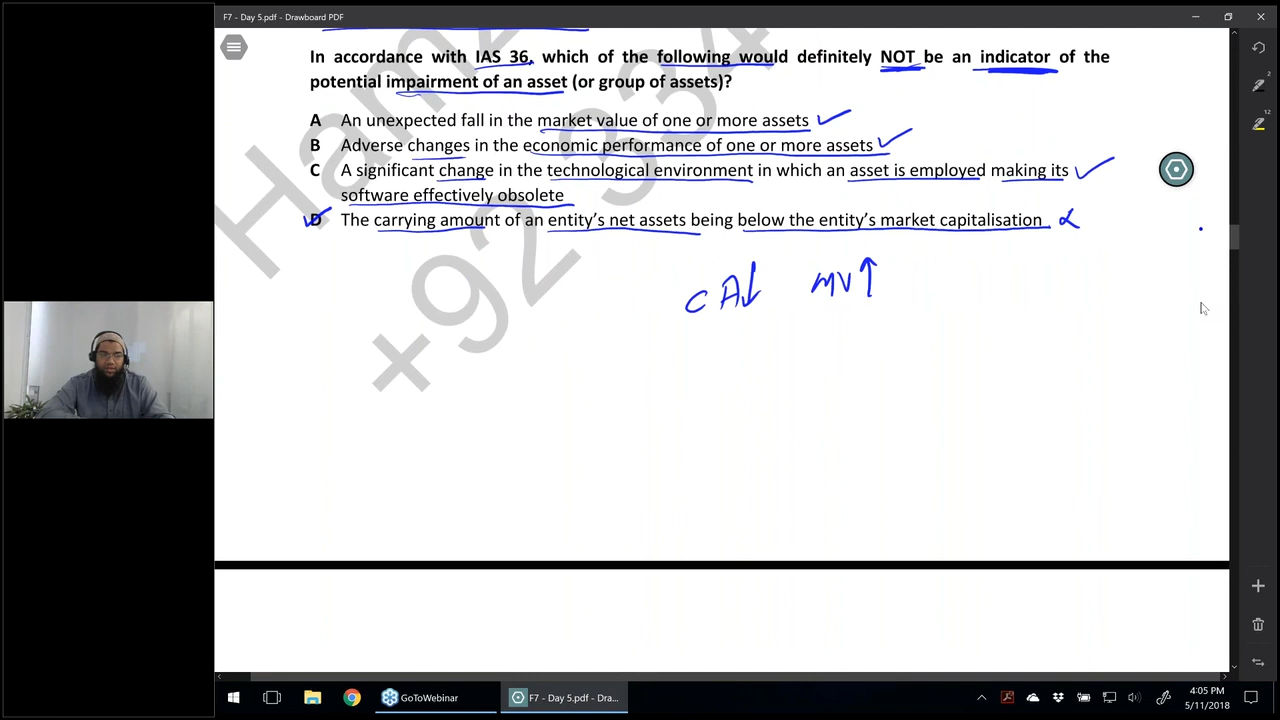 F7 - Day 5.pdf - Drawboard PDF
In accordance with IAS 36, which of the following would definitely NOT be an indicator of the
potential impairment of an asset (or group of assets)?
A An unexpected fall in the market value of one or more assets
B Adverse changes in the economic performance of one or more assets
C A significant change in the technological environment in which an asset is employed making its
software effectively obsolete
D The carrying amount of an entity's net assets being below the entity's market capitalisation
CA↓ MV↑
+92 334
2
12
GoToWebinar
F7 - Day 5.pdf - Dra...
4:05 PM
5/11/2018